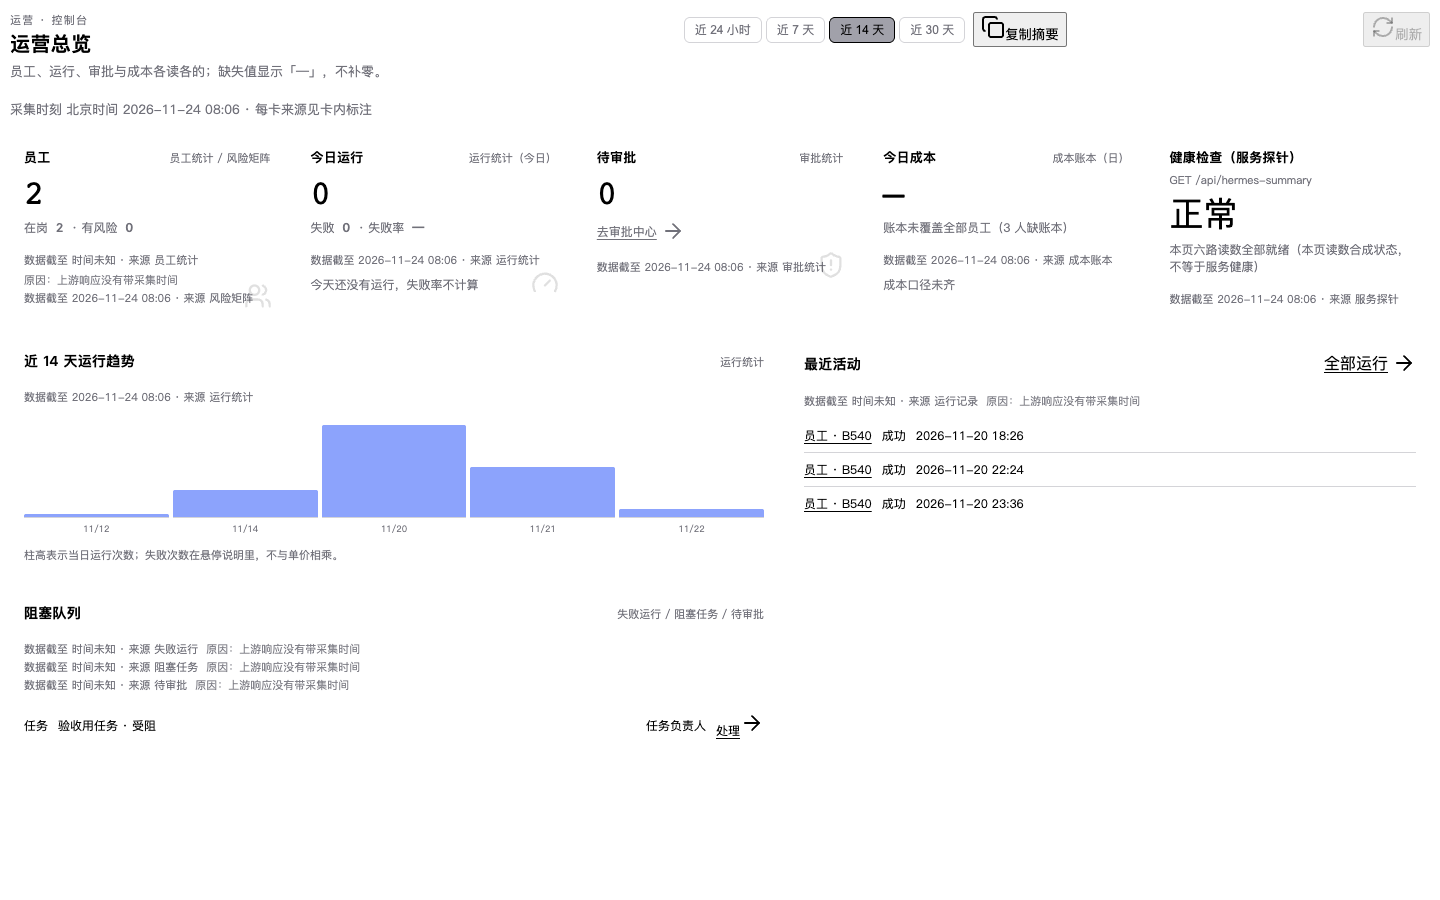 运营 · 控制台
运营总览
近 24 小时
近 7 天
近 14 天
近 30 天
复制摘要
刷新
员工、运行、审批与成本各读各的；缺失值显示「—」，不补零。
采集时刻 北京时间 2026-11-24 08:06 · 每卡来源见卡内标注
员工
员工统计 / 风险矩阵
2
在岗 2 · 有风险 0
数据截至 时间未知 · 来源 员工统计
原因：上游响应没有带采集时间
数据截至 2026-11-24 08:06 · 来源 风险矩阵
今日运行
运行统计（今日）
0
失败 0 · 失败率 —
数据截至 2026-11-24 08:06 · 来源 运行统计
今天还没有运行，失败率不计算
待审批
审批统计
0
去审批中心
数据截至 2026-11-24 08:06 · 来源 审批统计
今日成本
成本账本（日）
—
账本未覆盖全部员工（3 人缺账本）
数据截至 2026-11-24 08:06 · 来源 成本账本
成本口径未齐
健康检查（服务探针）
GET /api/hermes-summary
正常
本页六路读数全部就绪（本页读数合成状态，
不等于服务健康）
数据截至 2026-11-24 08:06 · 来源 服务探针
近 14 天运行趋势
运行统计
数据截至 2026-11-24 08:06 · 来源 运行统计
11/12
11/14
11/20
11/21
11/22
柱高表示当日运行次数；失败次数在悬停说明里，不与单价相乘。
最近活动
全部运行
数据截至 时间未知 · 来源 运行记录 原因：上游响应没有带采集时间
员工 · B540 成功 2026-11-20 18:26
员工 · B540 成功 2026-11-20 22:24
员工 · B540 成功 2026-11-20 23:36
阻塞队列
失败运行 / 阻塞任务 / 待审批
数据截至 时间未知 · 来源 失败运行 原因：上游响应没有带采集时间
数据截至 时间未知 · 来源 阻塞任务 原因：上游响应没有带采集时间
数据截至 时间未知 · 来源 待审批 原因：上游响应没有带采集时间
任务 验收用任务 · 受阻
任务负责人 处理